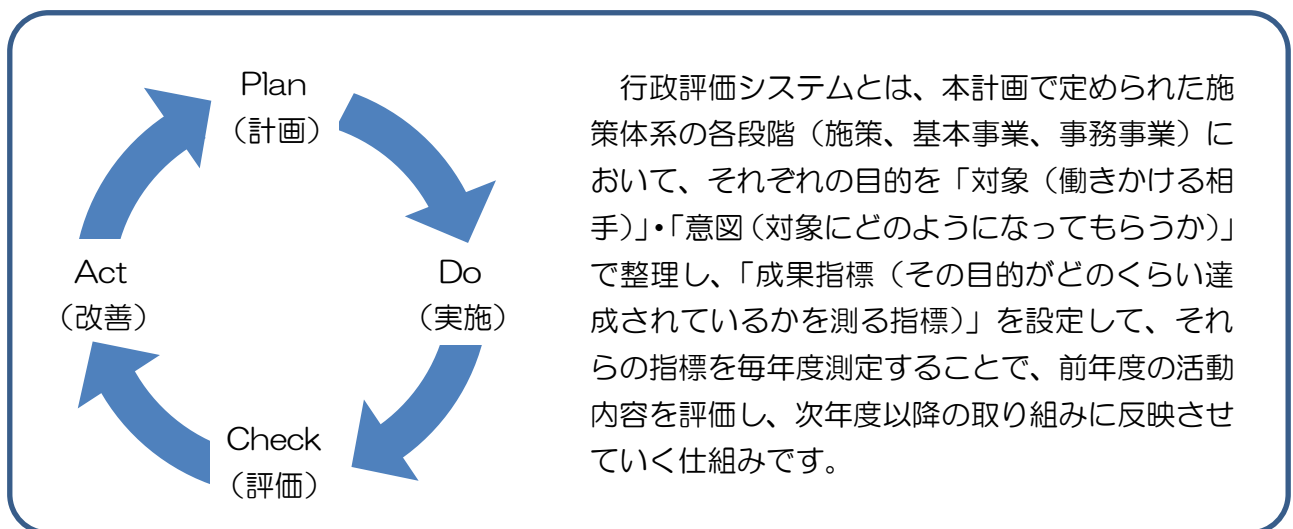 Plan
（計画）
Do
（実施）
Check
（評価）
Act
（改善）
行政評価システムとは、本計画で定められた施
策体系の各段階（施策、基本事業、事務事業）に
おいて、それぞれの目的を「対象（働きかける相
手）」・「意図（対象にどのようになってもらうか）」
で整理し、「成果指標（その目的がどのくらい達
成されているかを測る指標）」を設定して、それ
らの指標を毎年度測定することで、前年度の活動
内容を評価し、次年度以降の取り組みに反映させ
ていく仕組みです。